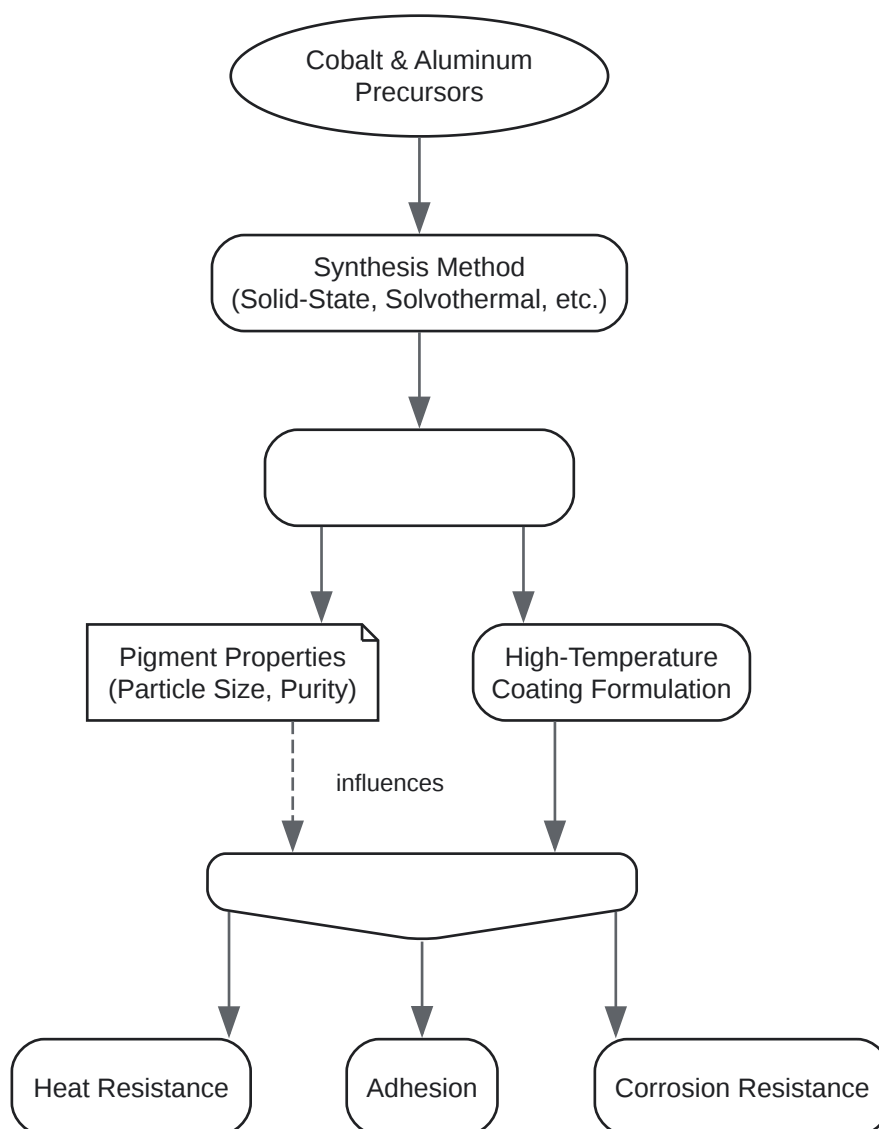 Cobalt & Aluminum
Precursors
Synthesis Method
(Solid-State, Solvothermal, etc.)
Pigment Properties
(Particle Size, Purity)
High-Temperature
Coating Formulation
influences
Heat Resistance
Adhesion
Corrosion Resistance